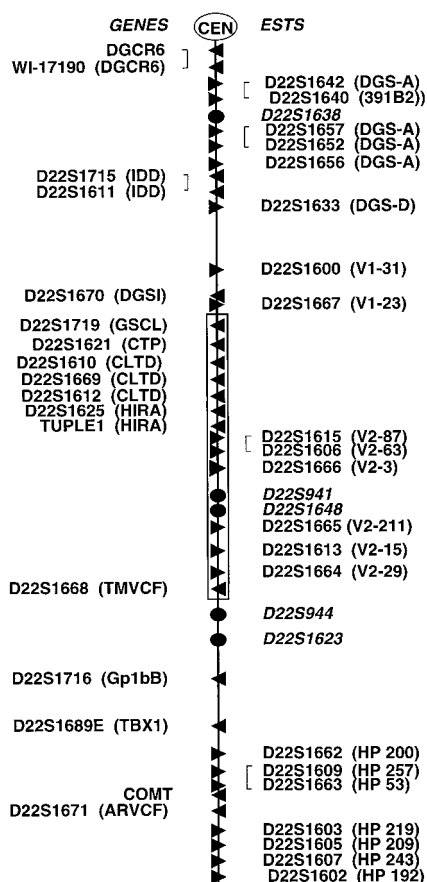 GENES CEN ESTS
DGCR6
WI-17190 (DGCR6)
D22S1642 (DGS-A)
D22S1640 (391B2))
D22S1638
D22S1657 (DGS-A)
D22S1652 (DGS-A)
D22S1656 (DGS-A)
D22S1715 (IDD)
D22S1611 (IDD)
D22S1633 (DGS-D)
D22S1600 (V1-31)
D22S1670 (DGSI)
D22S1667 (V1-23)
D22S1719 (GSCL)
D22S1621 (CTP)
D22S1610 (CLTD)
D22S1669 (CLTD)
D22S1612 (CLTD)
D22S1625 (HIRA)
TUPLE1 (HIRA)
D22S1615 (V2-87)
D22S1606 (V2-63)
D22S1666 (V2-3)
D22S941
D22S1648
D22S1665 (V2-211)
D22S1613 (V2-15)
D22S1664 (V2-29)
D22S1668 (TMVCF)
D22S944
D22S1623
D22S1716 (Gp1bB)
D22S1689E (TBX1)
D22S1662 (HP 200)
D22S1609 (HP 257)
D22S1663 (HP 53)
COMT
D22S1671 (ARVCF)
D22S1603 (HP 219)
D22S1605 (HP 209)
D22S1607 (HP 243)
D22S1602 (HP 192)